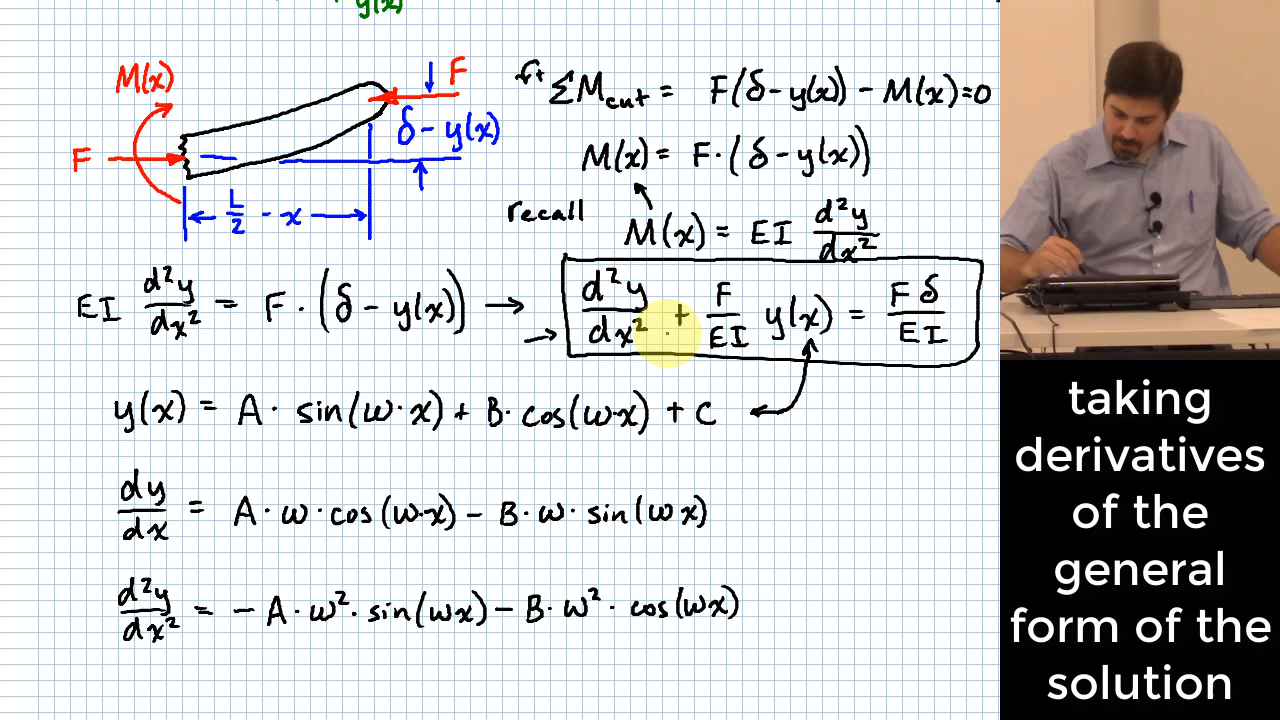 y(x)
M(x)
F
δ - y(x)
F
L/2 - x
↶+ ΣM_cut = F(δ - y(x)) - M(x) = 0
M(x) = F·(δ - y(x))
recall
M(x) = EI d²y/dx²
EI d²y/dx² = F·(δ - y(x)) → d²y/dx² + F/EI y(x) = Fδ/EI
y(x) = A· sin(ω·x) + B· cos(ω·x) + C
dy/dx = A·ω·cos(ω·x) - B·ω· sin(ωx)
d²y/dx² = -A·ω²· sin(ωx) - B·ω²· cos(ωx)
taking
derivatives
of the
general
form of the
solution